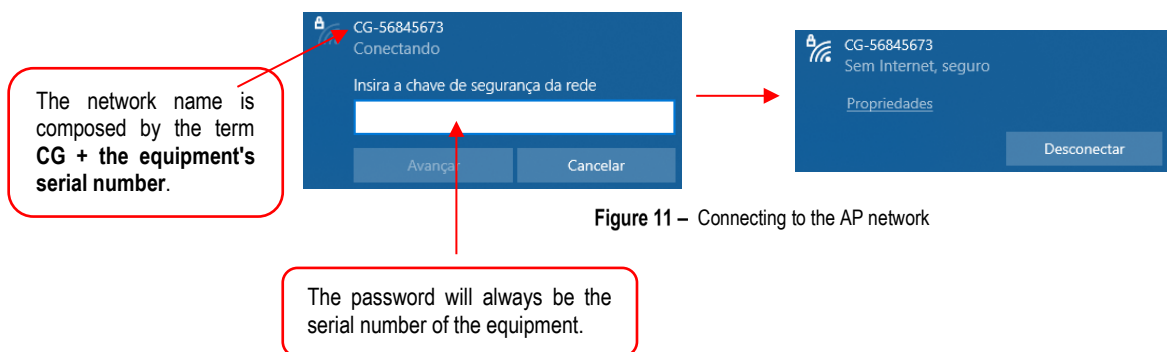 CG-56845673
Conectando
Insira a chave de segurança da rede
Avançar
Cancelar
CG-56845673
Sem Internet, seguro
Propriedades
Desconectar
The network name is
composed by the term
CG + the equipment's
serial number.
Figure 11 – Connecting to the AP network
The password will always be the
serial number of the equipment.